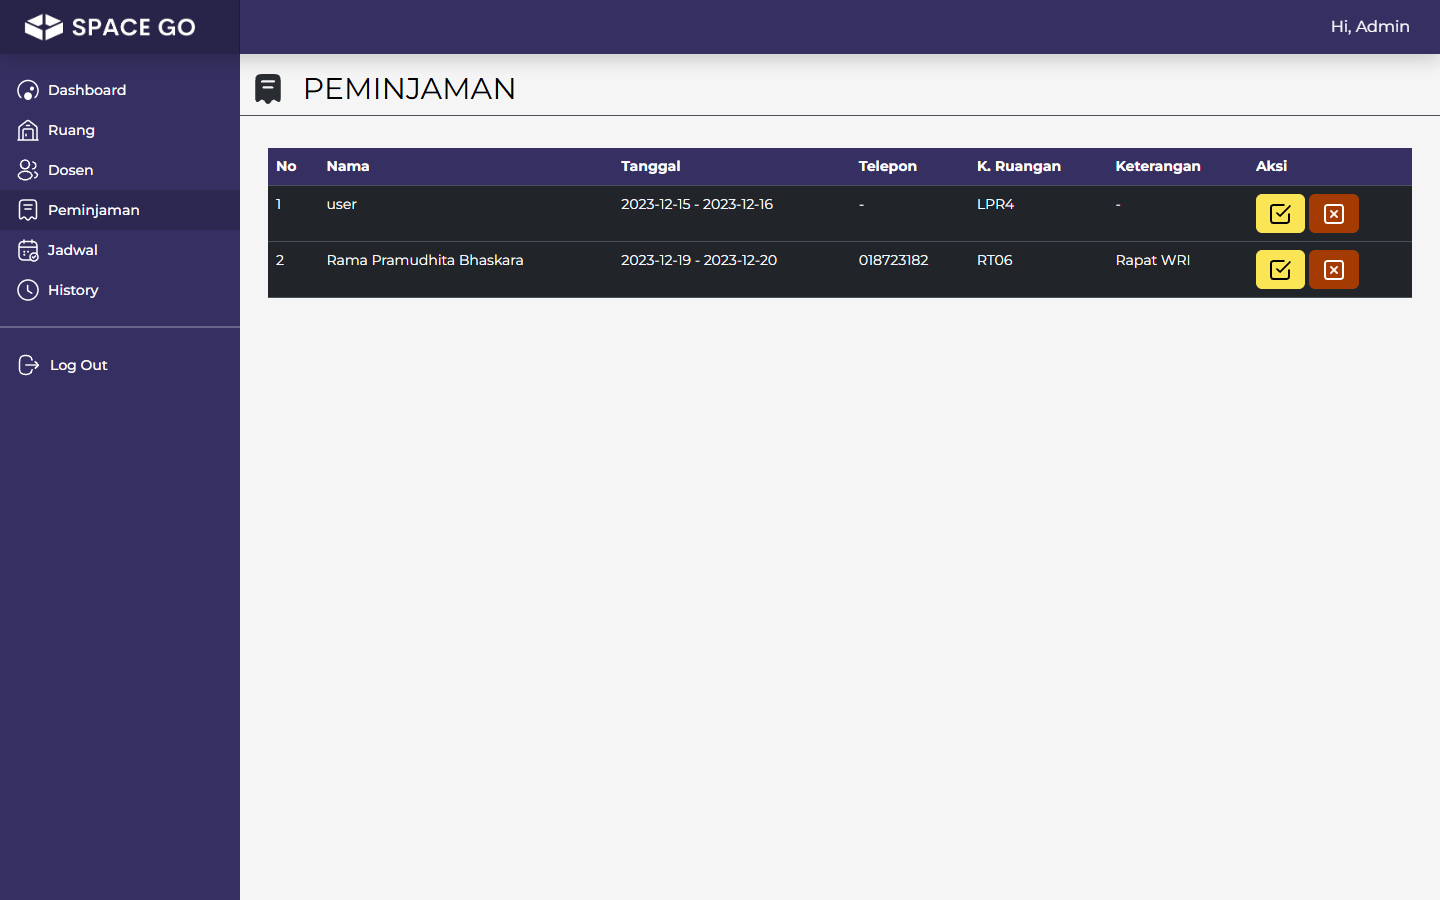 SPACE GO
Hi, Admin
Dashboard
Ruang
Dosen
Peminjaman
Jadwal
History
Log Out
PEMINJAMAN
No Nama Tanggal Telepon K. Ruangan Keterangan Aksi
1 user 2023-12-15 - 2023-12-16 - LPR4 -
2 Rama Pramudhita Bhaskara 2023-12-19 - 2023-12-20 018723182 RT06 Rapat WRI